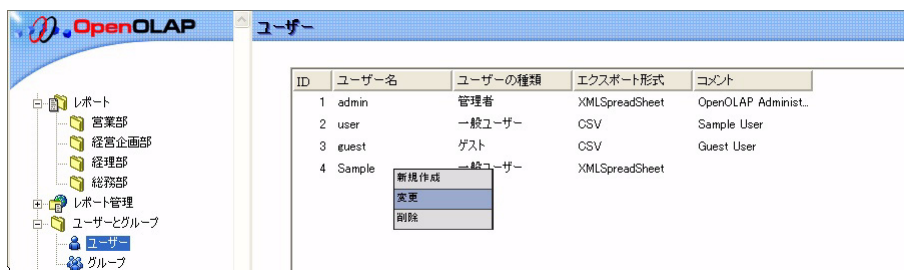 OpenOLAP
レポート
営業部
経営企画部
経理部
総務部
レポート管理
ユーザーとグループ
ユーザー
グループ
ユーザー
ID ユーザー名 ユーザーの種類 エクスポート形式 コメント
1 admin 管理者 XMLSpreadSheet OpenOLAP Administ...
2 user 一般ユーザー CSV Sample User
3 guest ゲスト CSV Guest User
4 Sample 一般ユーザー XMLSpreadSheet
新規作成
変更
削除